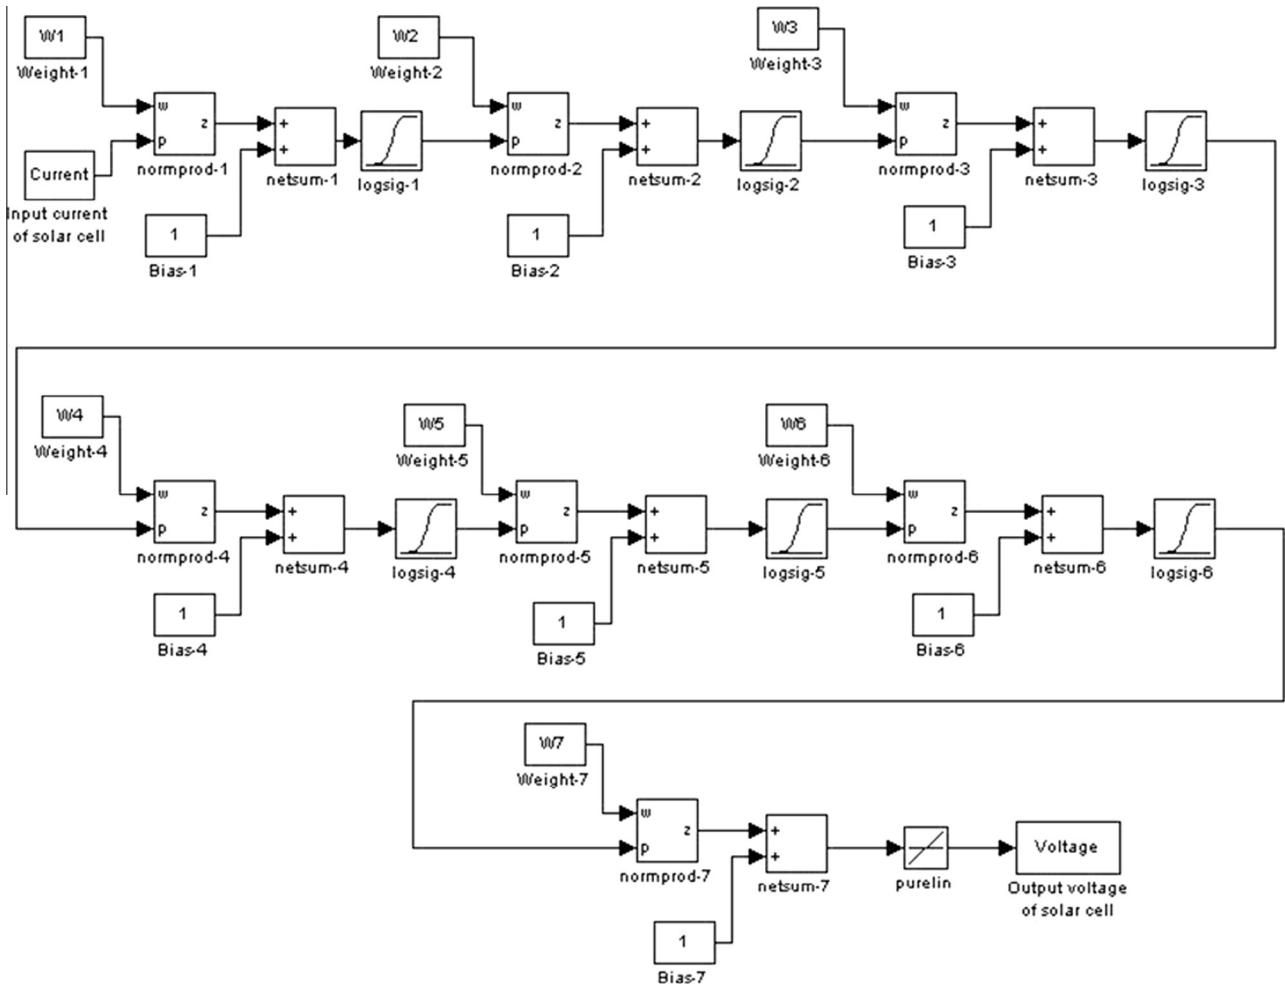 W1
Weight-1
W2
Weight-2
W3
Weight-3
w
p
z
normprod-1
+
+
netsum-1
logsig-1
w
p
z
normprod-2
+
+
netsum-2
logsig-2
w
p
z
normprod-3
+
+
netsum-3
logsig-3
Current
Input current
of solar cell
1
Bias-1
1
Bias-2
1
Bias-3
W4
Weight-4
W5
Weight-5
W6
Weight-6
w
p
z
normprod-4
+
+
netsum-4
logsig-4
w
p
z
normprod-5
+
+
netsum-5
logsig-5
w
p
z
normprod-6
+
+
netsum-6
logsig-6
1
Bias-4
1
Bias-5
1
Bias-6
W7
Weight-7
w
p
z
normprod-7
+
+
netsum-7
purelin
Voltage
Output voltage
of solar cell
1
Bias-7